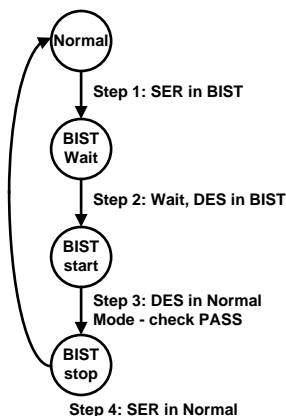 Normal
Step 1: SER in BIST
BIST
Wait
Step 2: Wait, DES in BIST
BIST
start
Step 3: DES in Normal
Mode - check PASS
BIST
stop
Step 4: SER in Normal